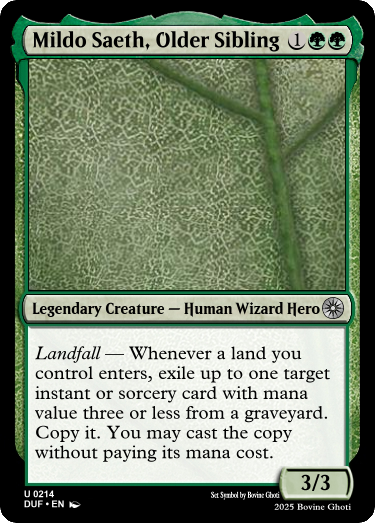 Mildo Saeth, Older Sibling 1
Legendary Creature — Human Wizard Hero
Landfall — Whenever a land you
control enters, exile up to one target
instant or sorcery card with mana
value three or less from a graveyard.
Copy it. You may cast the copy
without paying its mana cost.
3/3
U 0214
DUF • EN
Set Symbol by Bovine Ghoti
2025 Bovine Ghoti